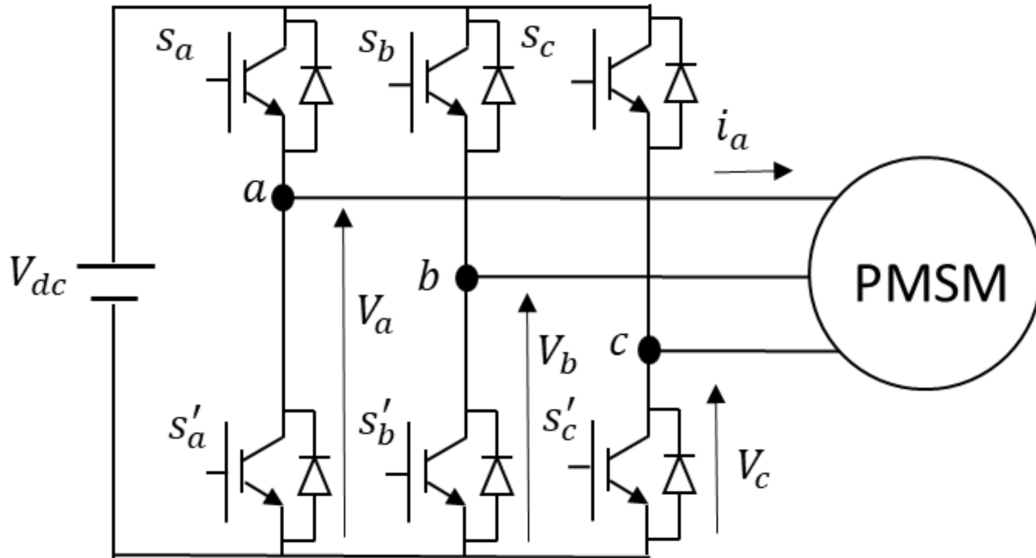 s_a
s_b
s_c
i_a
a
V_dc
V_a
b
PMSM
V_b
c
s'_a
s'_b
s'_c
V_c